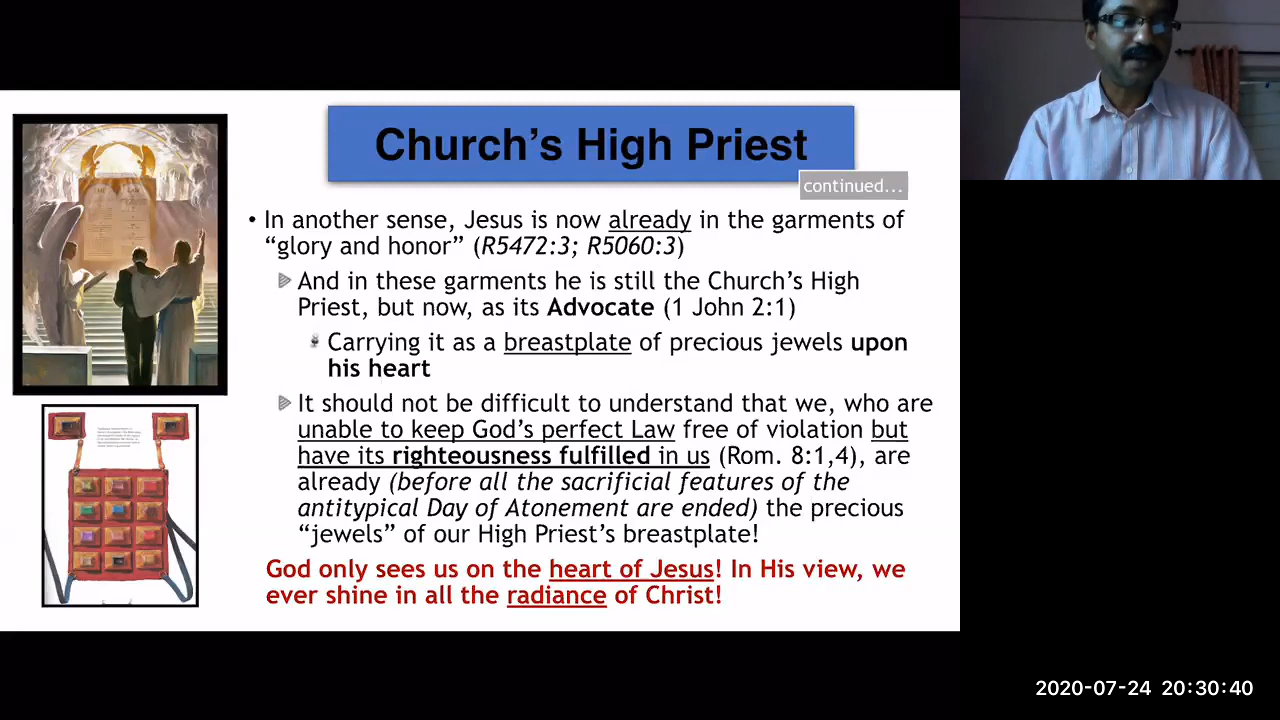 Church’s High Priest
continued...
• In another sense, Jesus is now already in the garments of
“glory and honor” (R5472:3; R5060:3)
And in these garments he is still the Church’s High
Priest, but now, as its Advocate (1 John 2:1)
Carrying it as a breastplate of precious jewels upon
his heart
It should not be difficult to understand that we, who are
unable to keep God’s perfect Law free of violation but
have its righteousness fulfilled in us (Rom. 8:1,4), are
already (before all the sacrificial features of the
antitypical Day of Atonement are ended) the precious
“jewels” of our High Priest’s breastplate!
God only sees us on the heart of Jesus! In His view, we
ever shine in all the radiance of Christ!
2020-07-24 20:30:40